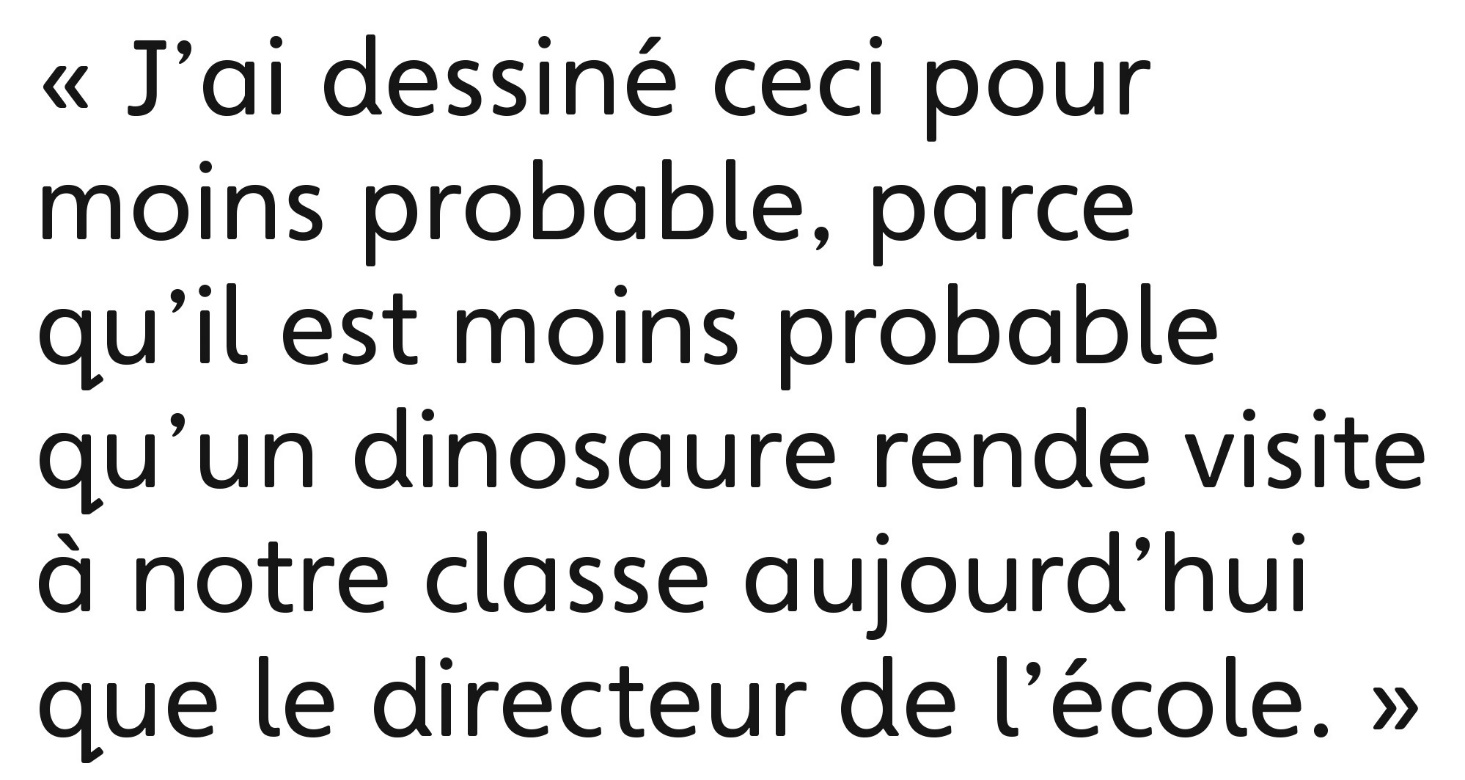 « J’ai dessiné ceci pour
moins probable, parce
qu’il est moins probable
qu’un dinosaure rende visite
à notre classe aujourd’hui
que le directeur de l’école. »